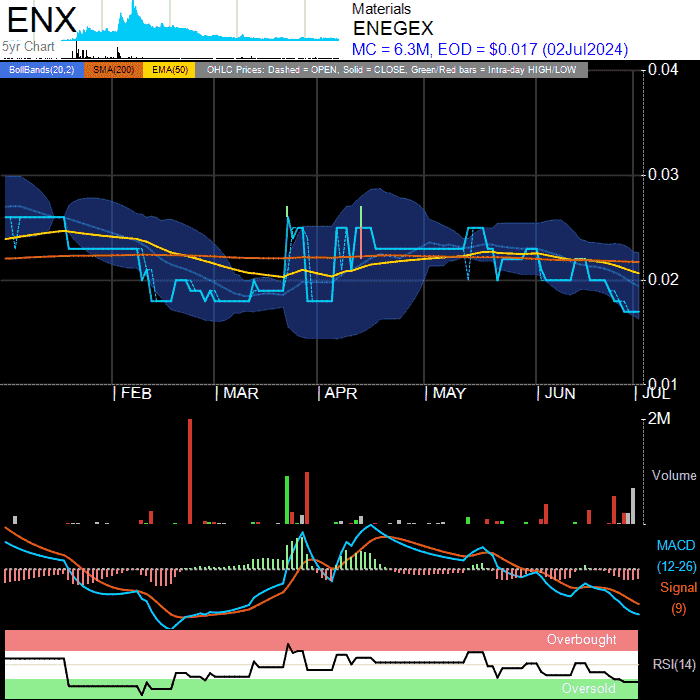 ENX
5yr Chart
Materials
ENEGEX
MC = 6.3M, EOD = $0.017 (02Jul2024)
BollBands(20,2) SMA(200) EMA(50) OHLC Prices: Dashed = OPEN, Solid = CLOSE, Green/Red bars = Intra-day HIGH/LOW
0.04
0.03
0.02
0.01
FEB MAR APR MAY JUN JUL
2M
Volume
MACD
(12-26)
Signal
(9)
Overbought
RSI(14)
Oversold